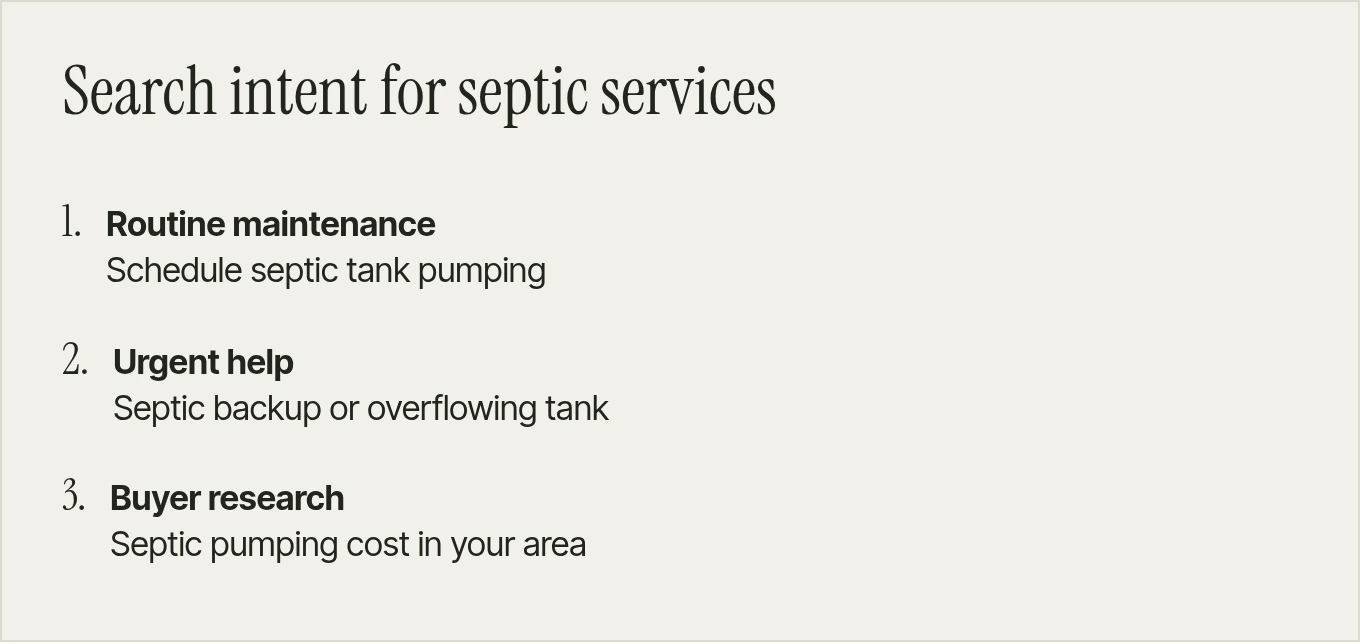 Search intent for septic services
1. Routine maintenance
Schedule septic tank pumping
2. Urgent help
Septic backup or overflowing tank
3. Buyer research
Septic pumping cost in your area